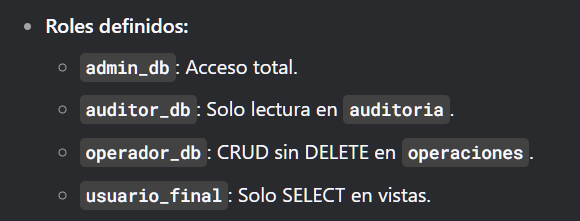 Roles definidos:
admin_db: Acceso total.
auditor_db: Solo lectura en auditoria.
operador_db: CRUD sin DELETE en operaciones.
usuario_final: Solo SELECT en vistas.